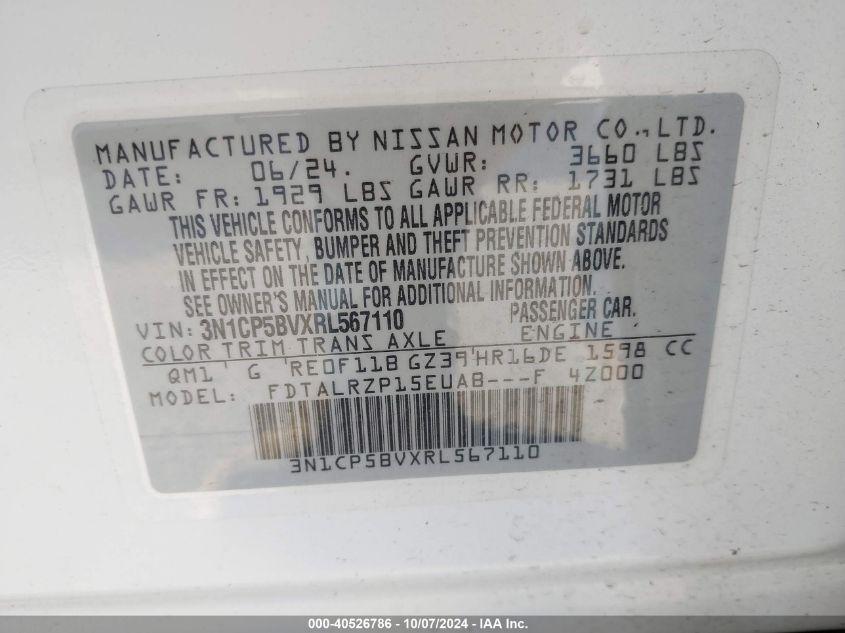 MANUFACTURED BY NISSAN MOTOR CO., LTD.
DATE: 06/24. GVWR: 3660 LBS
GAWR FR: 1929 LBS GAWR RR: 1731 LBS
THIS VEHICLE CONFORMS TO ALL APPLICABLE FEDERAL MOTOR
VEHICLE SAFETY, BUMPER AND THEFT PREVENTION STANDARDS
IN EFFECT ON THE DATE OF MANUFACTURE SHOWN ABOVE.
SEE OWNER'S MANUAL FOR ADDITIONAL INFORMATION.
VIN: 3N1CP5BVXRL567110 PASSENGER CAR.
COLOR TRIM TRANS AXLE ENGINE
QM1 G RE0F11B GZ39 HR16DE 1598 CC
MODEL: FDTALRZP15EUAB---F 4Z000
3N1CP5BVXRL567110
000-40526786 - 10/07/2024 - IAA Inc.